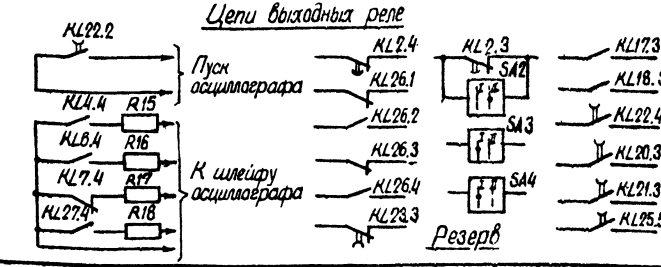 Цепи выходных реле
KL22.2
Пуск
осциллографа
KL4.4 R15
KL6.4 R16
KL7.4 R17
KL27.4 R18
К шлейфу
осциллографа
KL2.4
KL26.1
KL26.2
KL26.3
KL26.4
KL23.3
KL2.3
SA2
SA3
SA4
Резерв
KL17.3
KL18.3
KL22.4
KL20.3
KL21.3
KL25.5